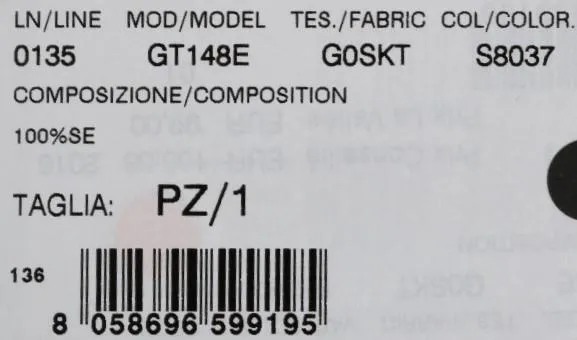 LN/LINE MOD/MODEL TES./FABRIC COL/COLOR.
0135 GT148E G0SKT S8037
COMPOSIZIONE/COMPOSITION
100%SE
TAGLIA: PZ/1
136
8 058696 599195